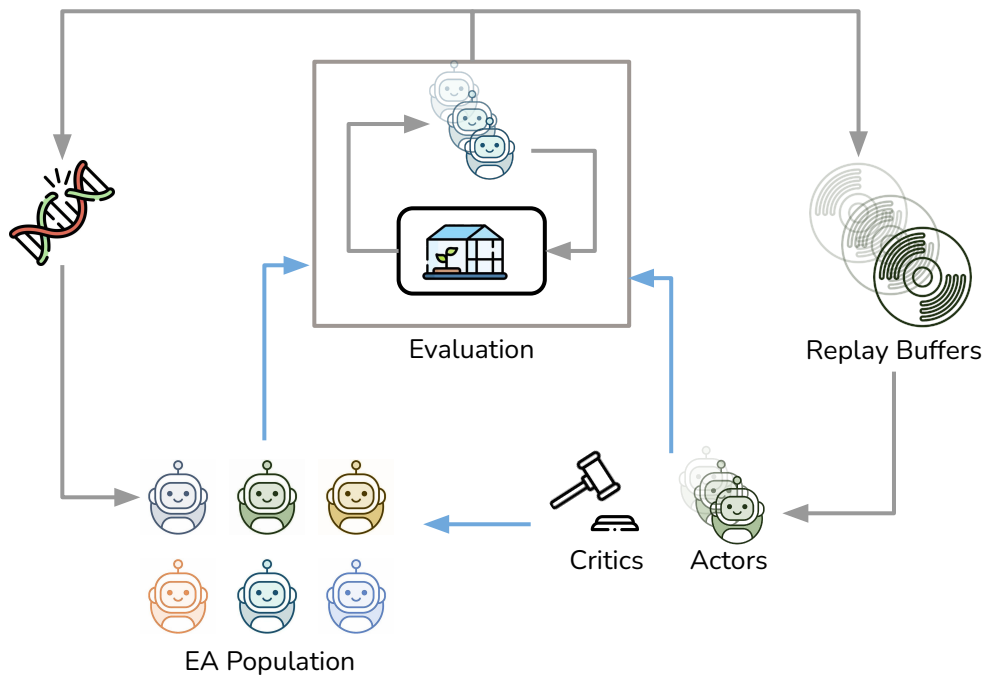 Evaluation
Replay Buffers
Critics
Actors
EA Population